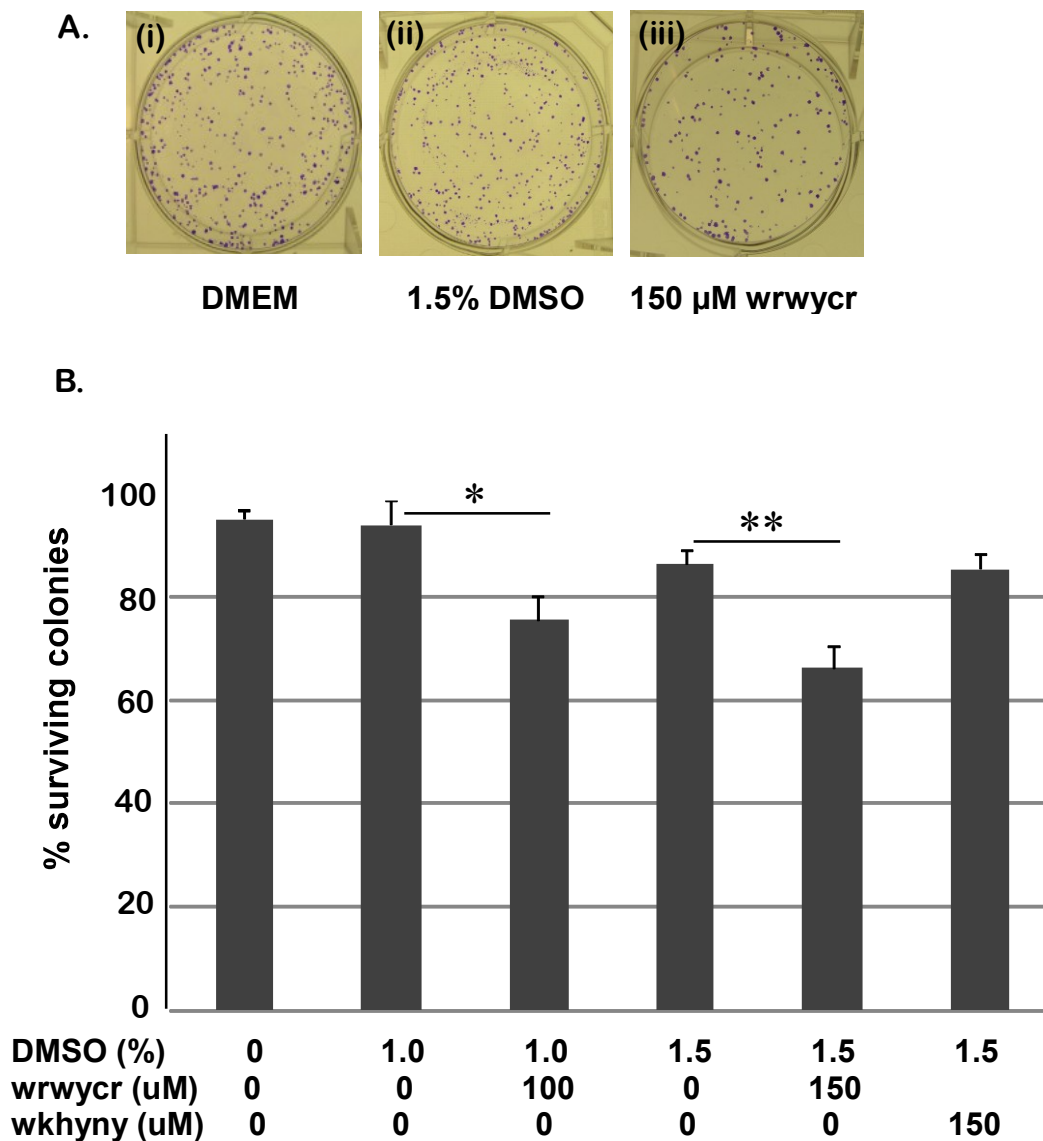 A.
(i) (ii) (iii)
DMEM 1.5% DMSO 150 µM wrwycr
B.
% surviving colonies
100
80
60
40
20
0
* **
DMSO (%) 0 1.0 1.0 1.5 1.5 1.5
wrwycr (uM) 0 0 100 0 150 0
wkhyny (uM) 0 0 0 0 0 150